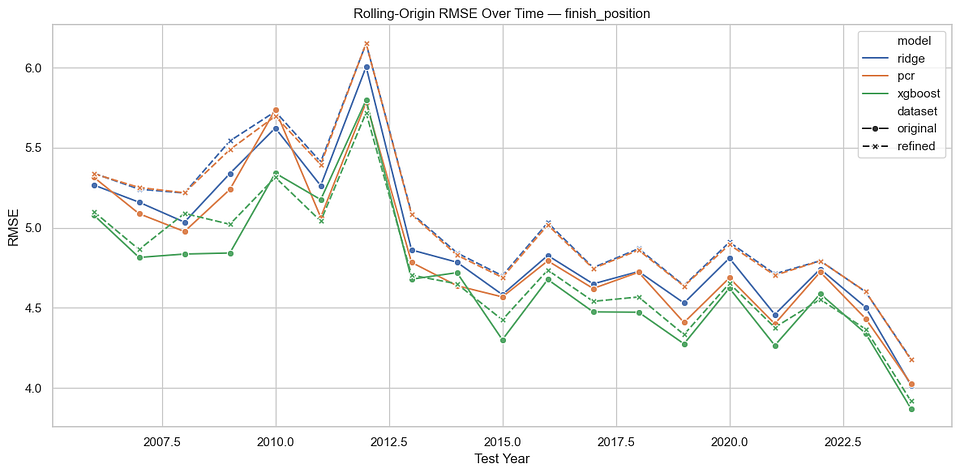 Rolling-Origin RMSE Over Time — finish_position
model
ridge
pcr
xgboost
dataset
original
refined
RMSE
6.0
5.5
5.0
4.5
4.0
2007.5 2010.0 2012.5 2015.0 2017.5 2020.0 2022.5
Test Year